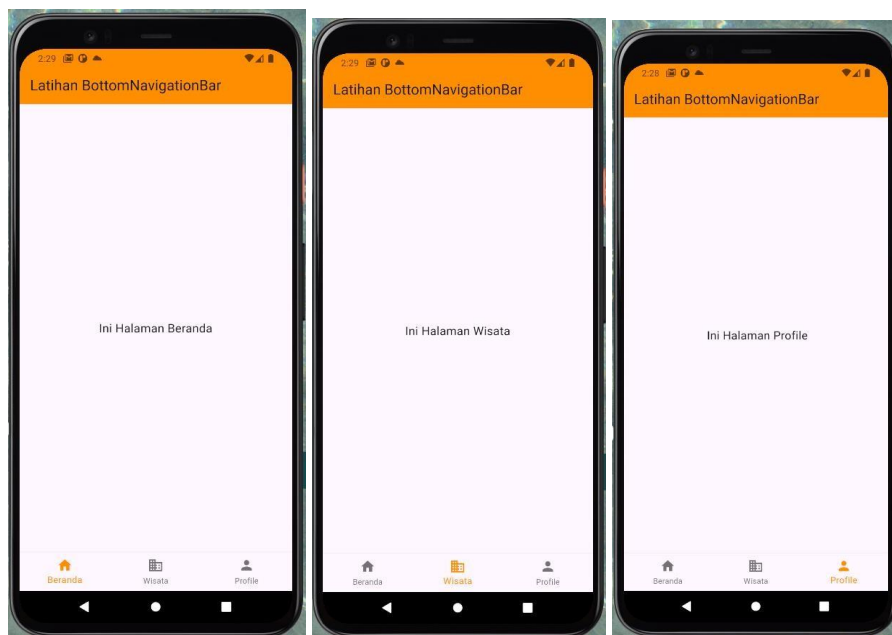 2:29
Latihan BottomNavigationBar
Ini Halaman Beranda
Beranda Wisata Profile
2:29
Latihan BottomNavigationBar
Ini Halaman Wisata
Beranda Wisata Profile
2:28
Latihan BottomNavigationBar
Ini Halaman Profile
Beranda Wisata Profile